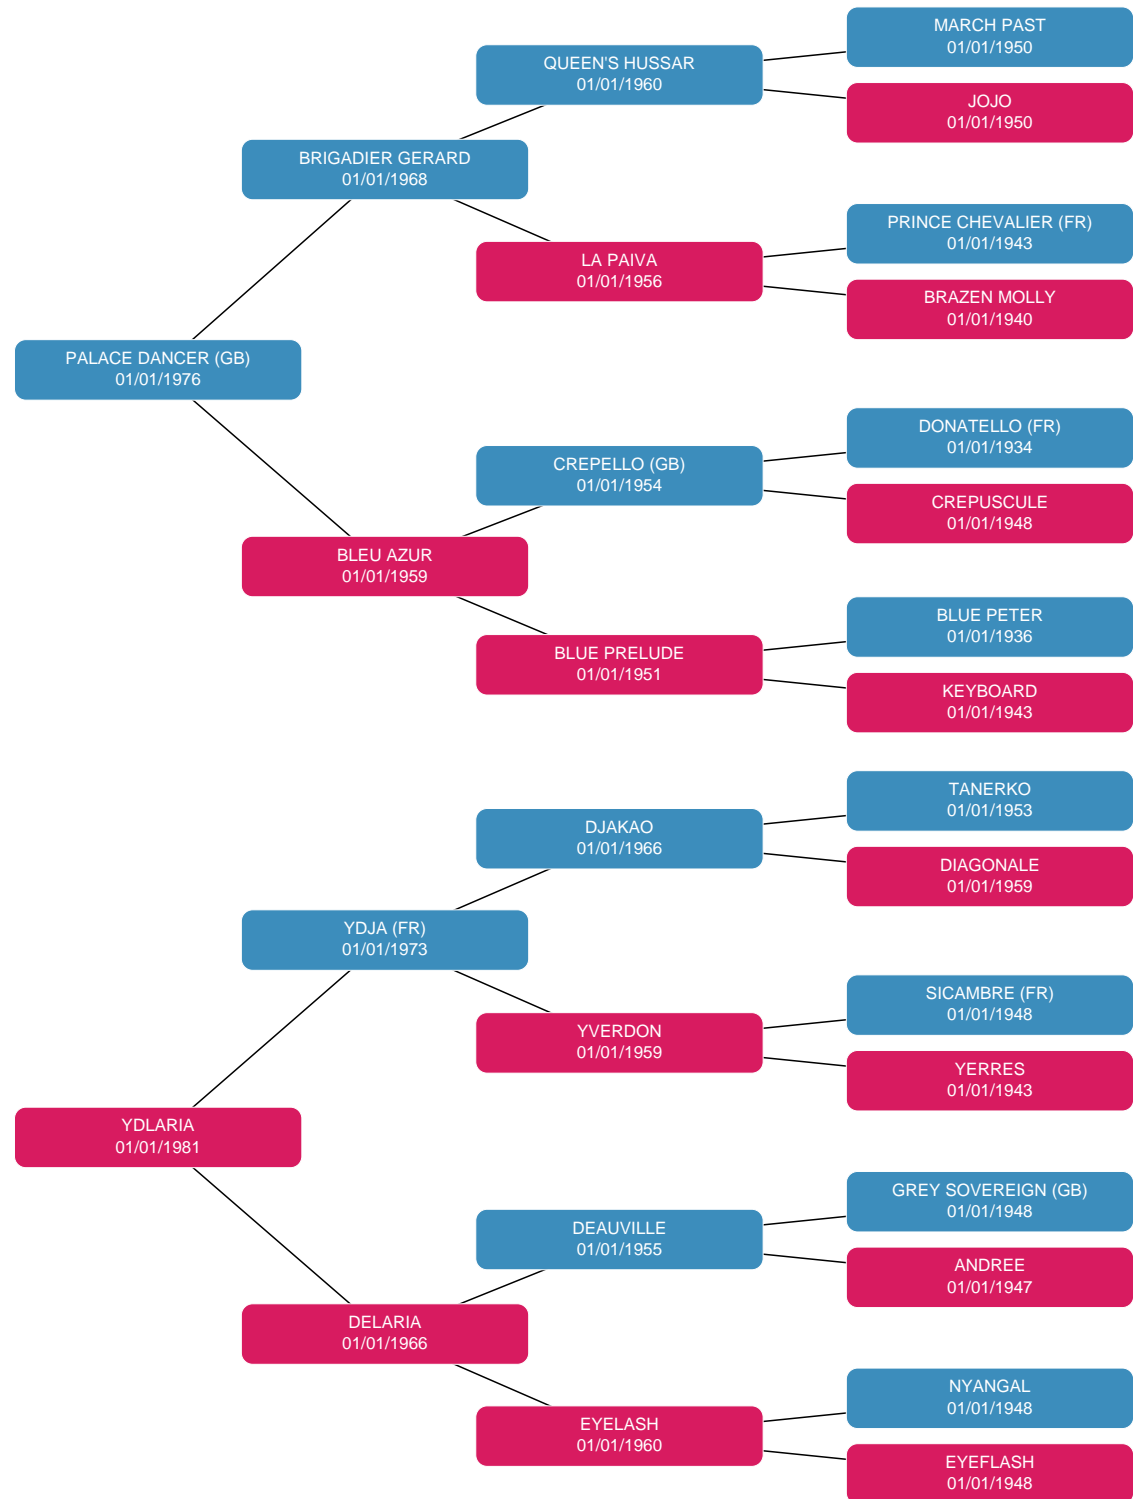 MARCH PAST
01/01/1950
QUEEN'S HUSSAR
01/01/1960
JOJO
01/01/1950
BRIGADIER GERARD
01/01/1968
PRINCE CHEVALIER (FR)
01/01/1943
LA PAIVA
01/01/1956
BRAZEN MOLLY
01/01/1940
PALACE DANCER (GB)
01/01/1976
DONATELLO (FR)
01/01/1934
CREPELLO (GB)
01/01/1954
CREPUSCULE
01/01/1948
BLEU AZUR
01/01/1959
BLUE PETER
01/01/1936
BLUE PRELUDE
01/01/1951
KEYBOARD
01/01/1943
TANERKO
01/01/1953
DJAKAO
01/01/1966
DIAGONALE
01/01/1959
YDJA (FR)
01/01/1973
SICAMBRE (FR)
01/01/1948
YVERDON
01/01/1959
YERRES
01/01/1943
YDLARIA
01/01/1981
GREY SOVEREIGN (GB)
01/01/1948
DEAUVILLE
01/01/1955
ANDREE
01/01/1947
DELARIA
01/01/1966
NYANGAL
01/01/1948
EYELASH
01/01/1960
EYEFLASH
01/01/1948